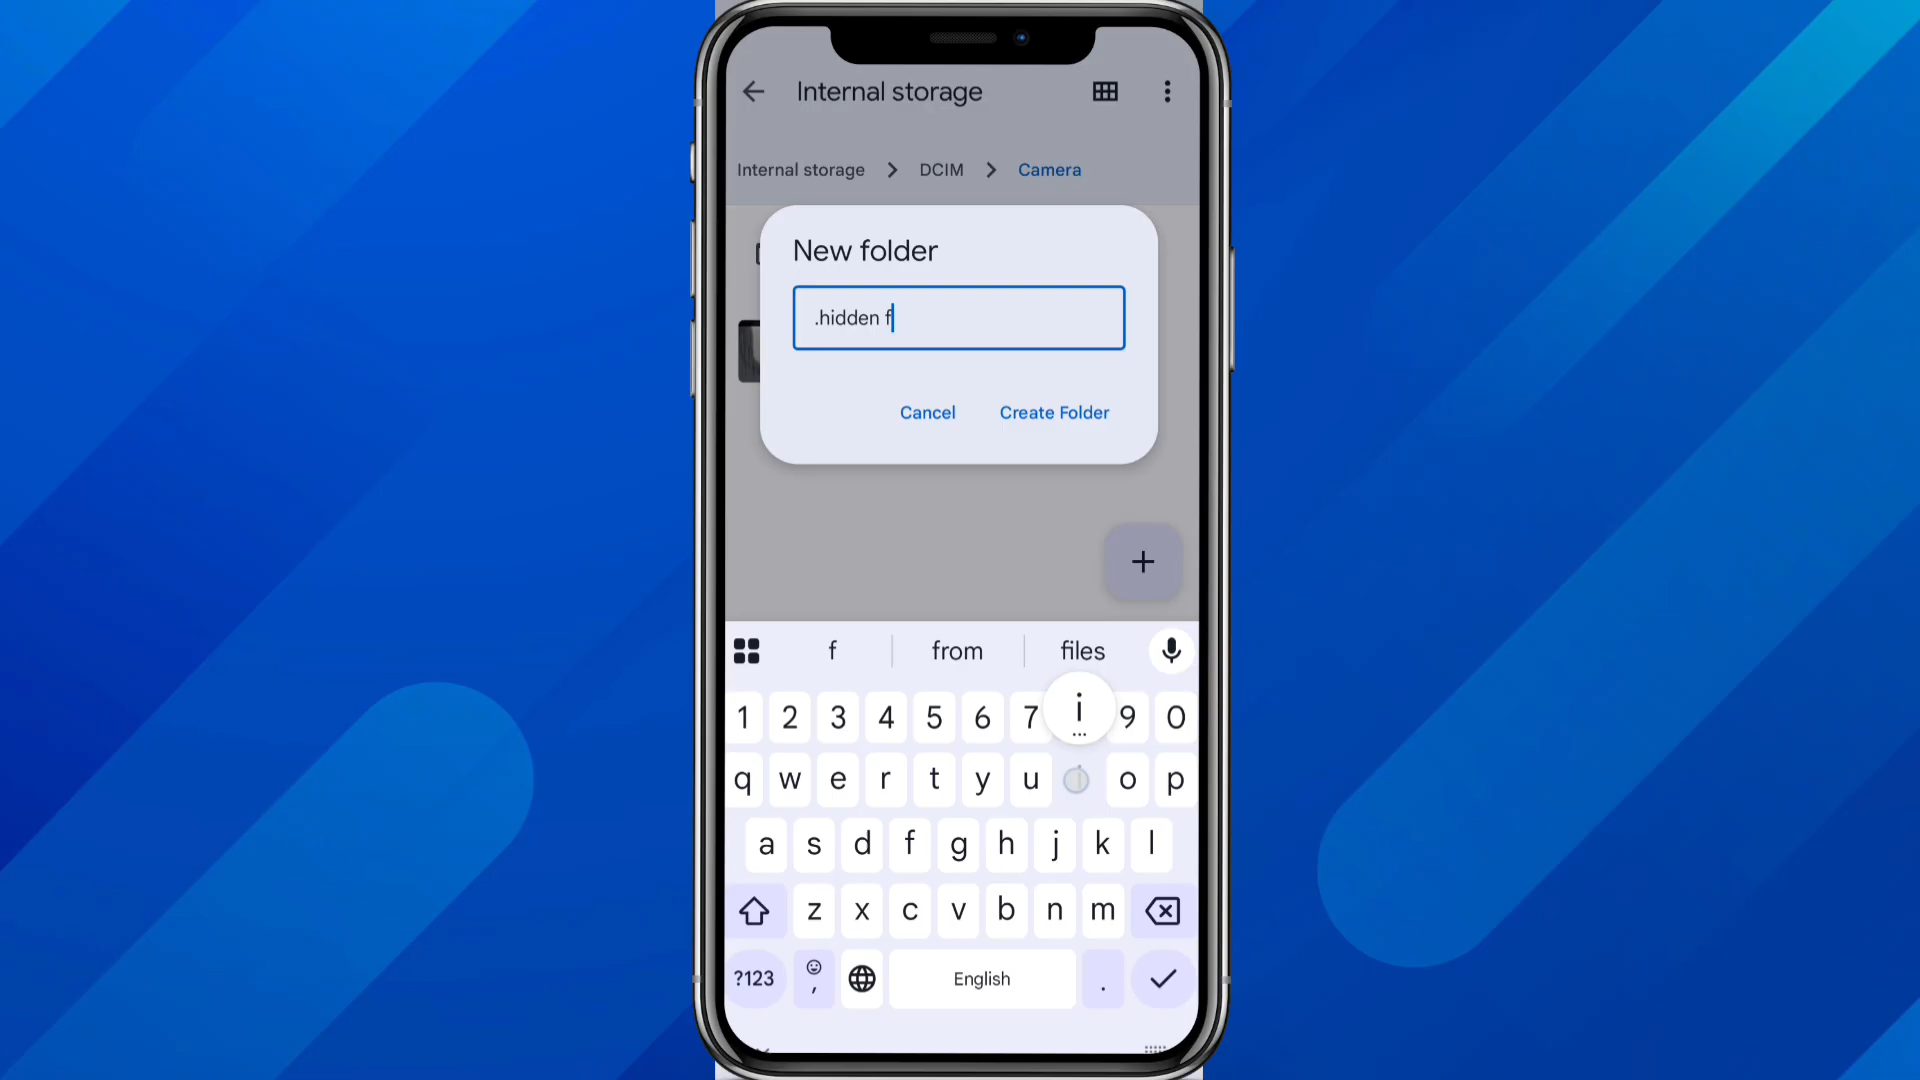 Internal storage
Internal storage > DCIM > Camera
New folder
.hidden f
Cancel Create Folder
f from files
i
1 2 3 4 5 6 7 9 0
q w e r t y u o p
a s d f g h j k l
z x c v b n m
?123 , English .